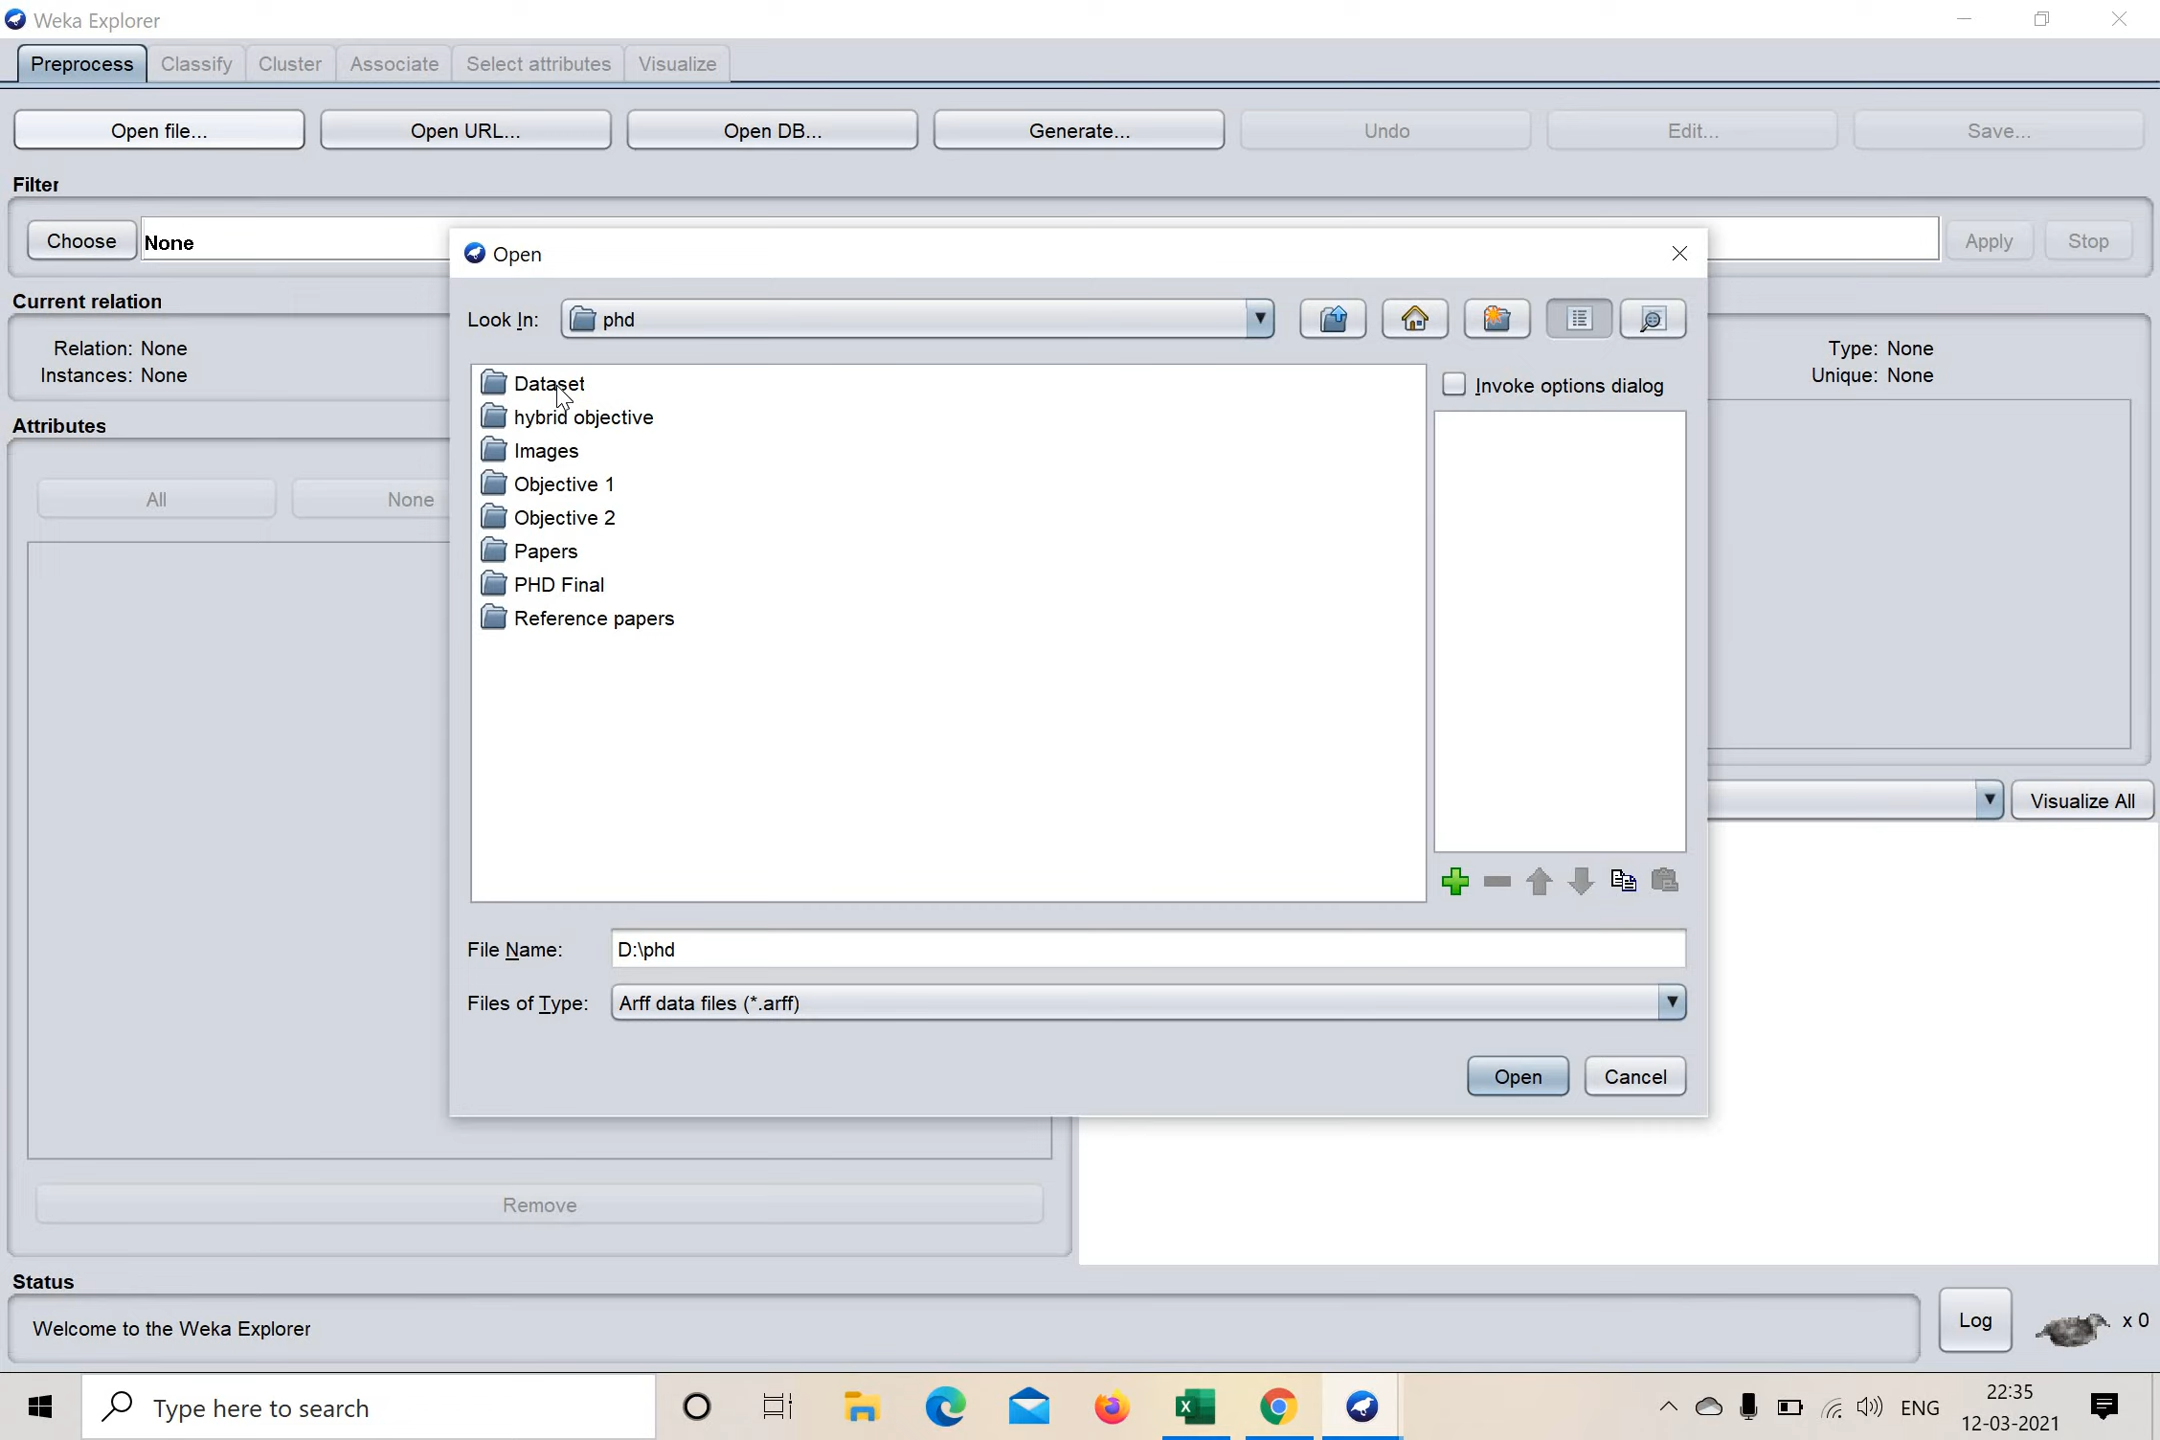 Weka Explorer
Preprocess Classify Cluster Associate Select attributes Visualize
Open file... Open URL... Open DB... Generate... Undo Edit... Save...
Filter
Choose None Apply Stop
Open
Current relation
Look In: phd
Relation: None
Instances: None
Type: None
Unique: None
Attributes
All None
Dataset
hybrid objective
Images
Objective 1
Objective 2
Papers
PHD Final
Reference papers
Invoke options dialog
Visualize All
File Name: D:\phd
Files of Type: Arff data files (*.arff)
Open Cancel
Remove
Status
Welcome to the Weka Explorer
Log x 0
Type here to search
ENG
22:35
12-03-2021